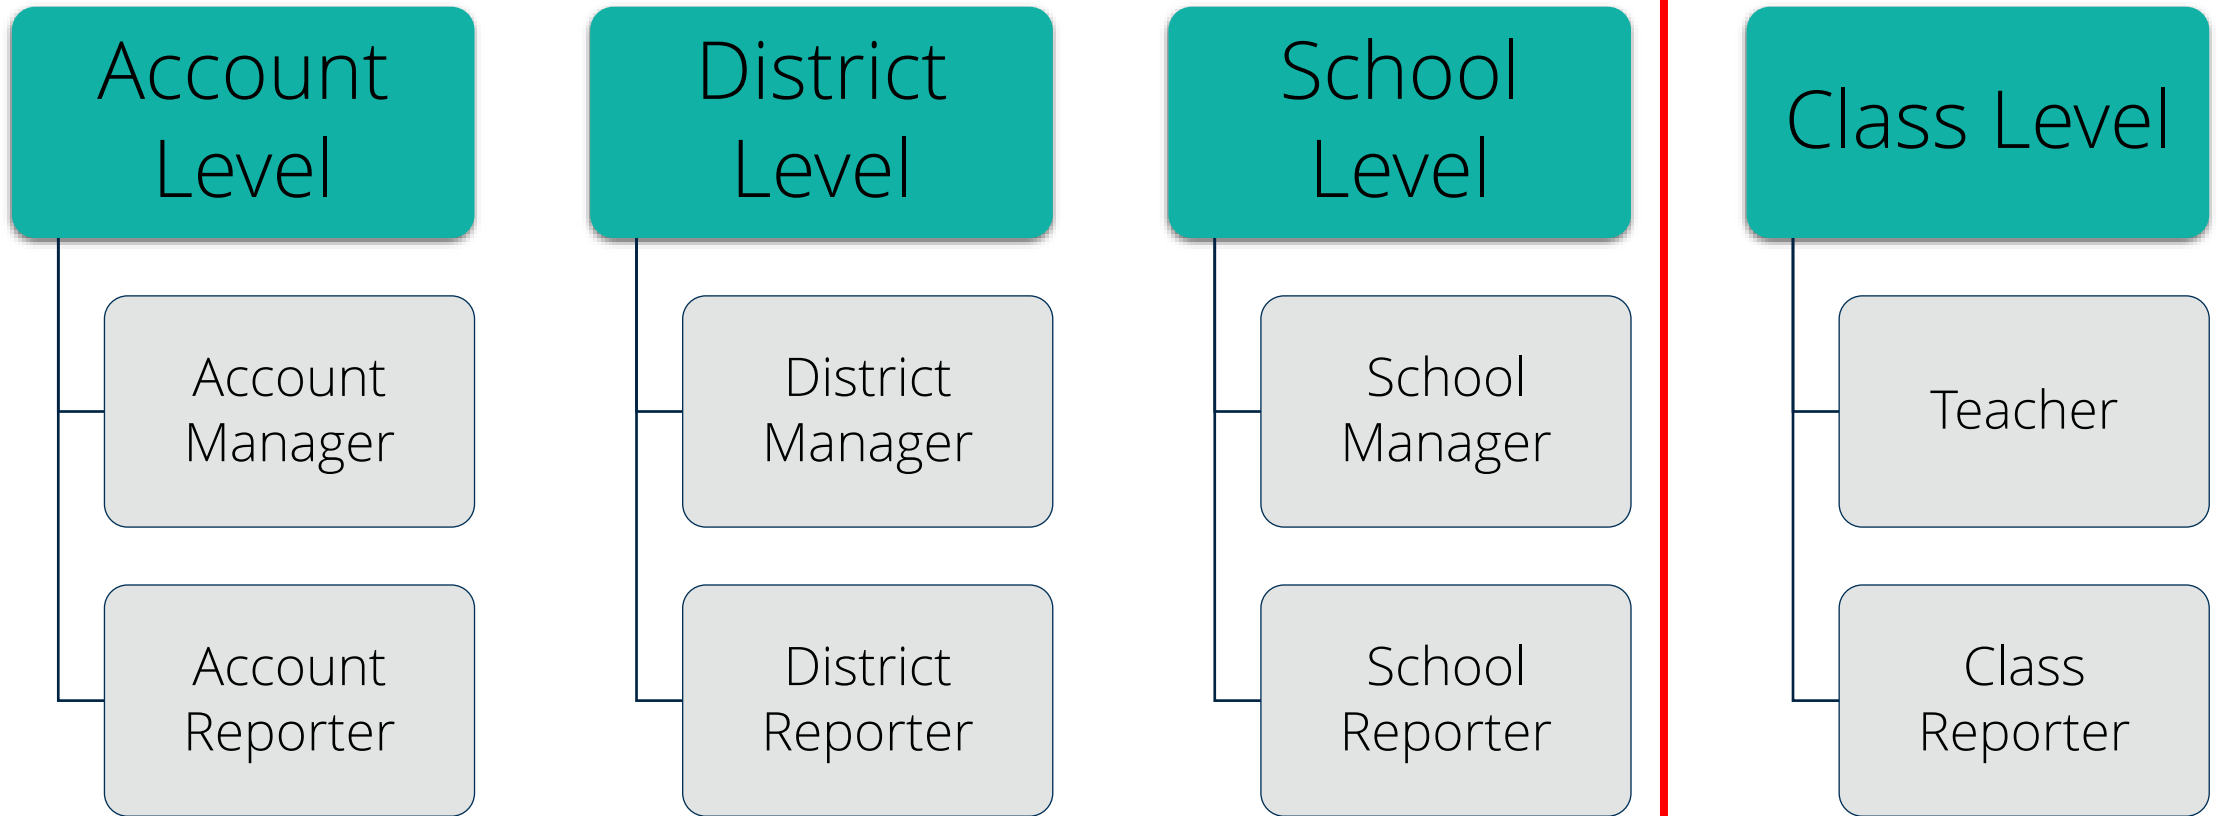 Account
Level
Account
Manager
Account
Reporter
District
Level
District
Manager
District
Reporter
School
Level
School
Manager
School
Reporter
Class Level
Teacher
Class
Reporter